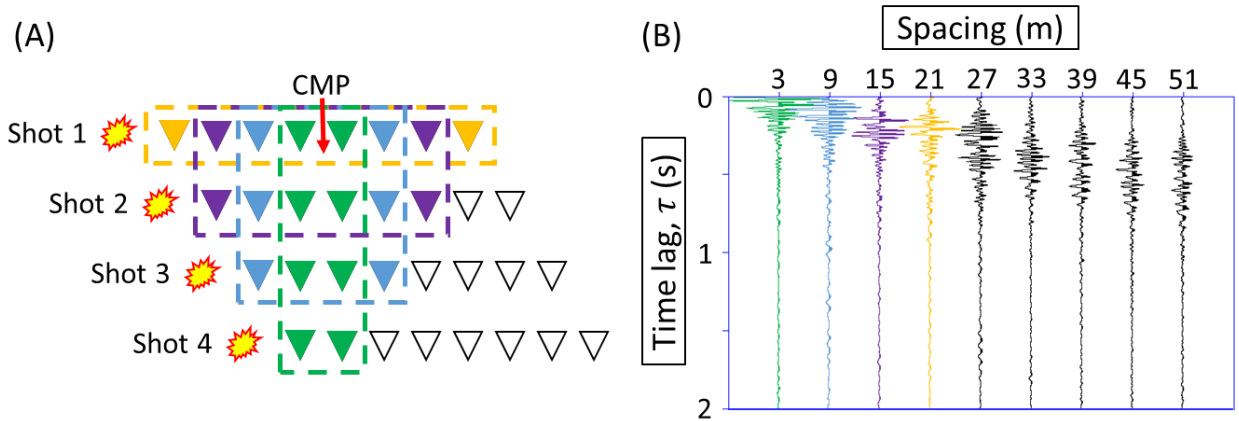 (A)
CMP
Shot 1
Shot 2
Shot 3
Shot 4
(B)
Spacing (m)
3 9 15 21 27 33 39 45 51
Time lag, τ (s)
0
1
2